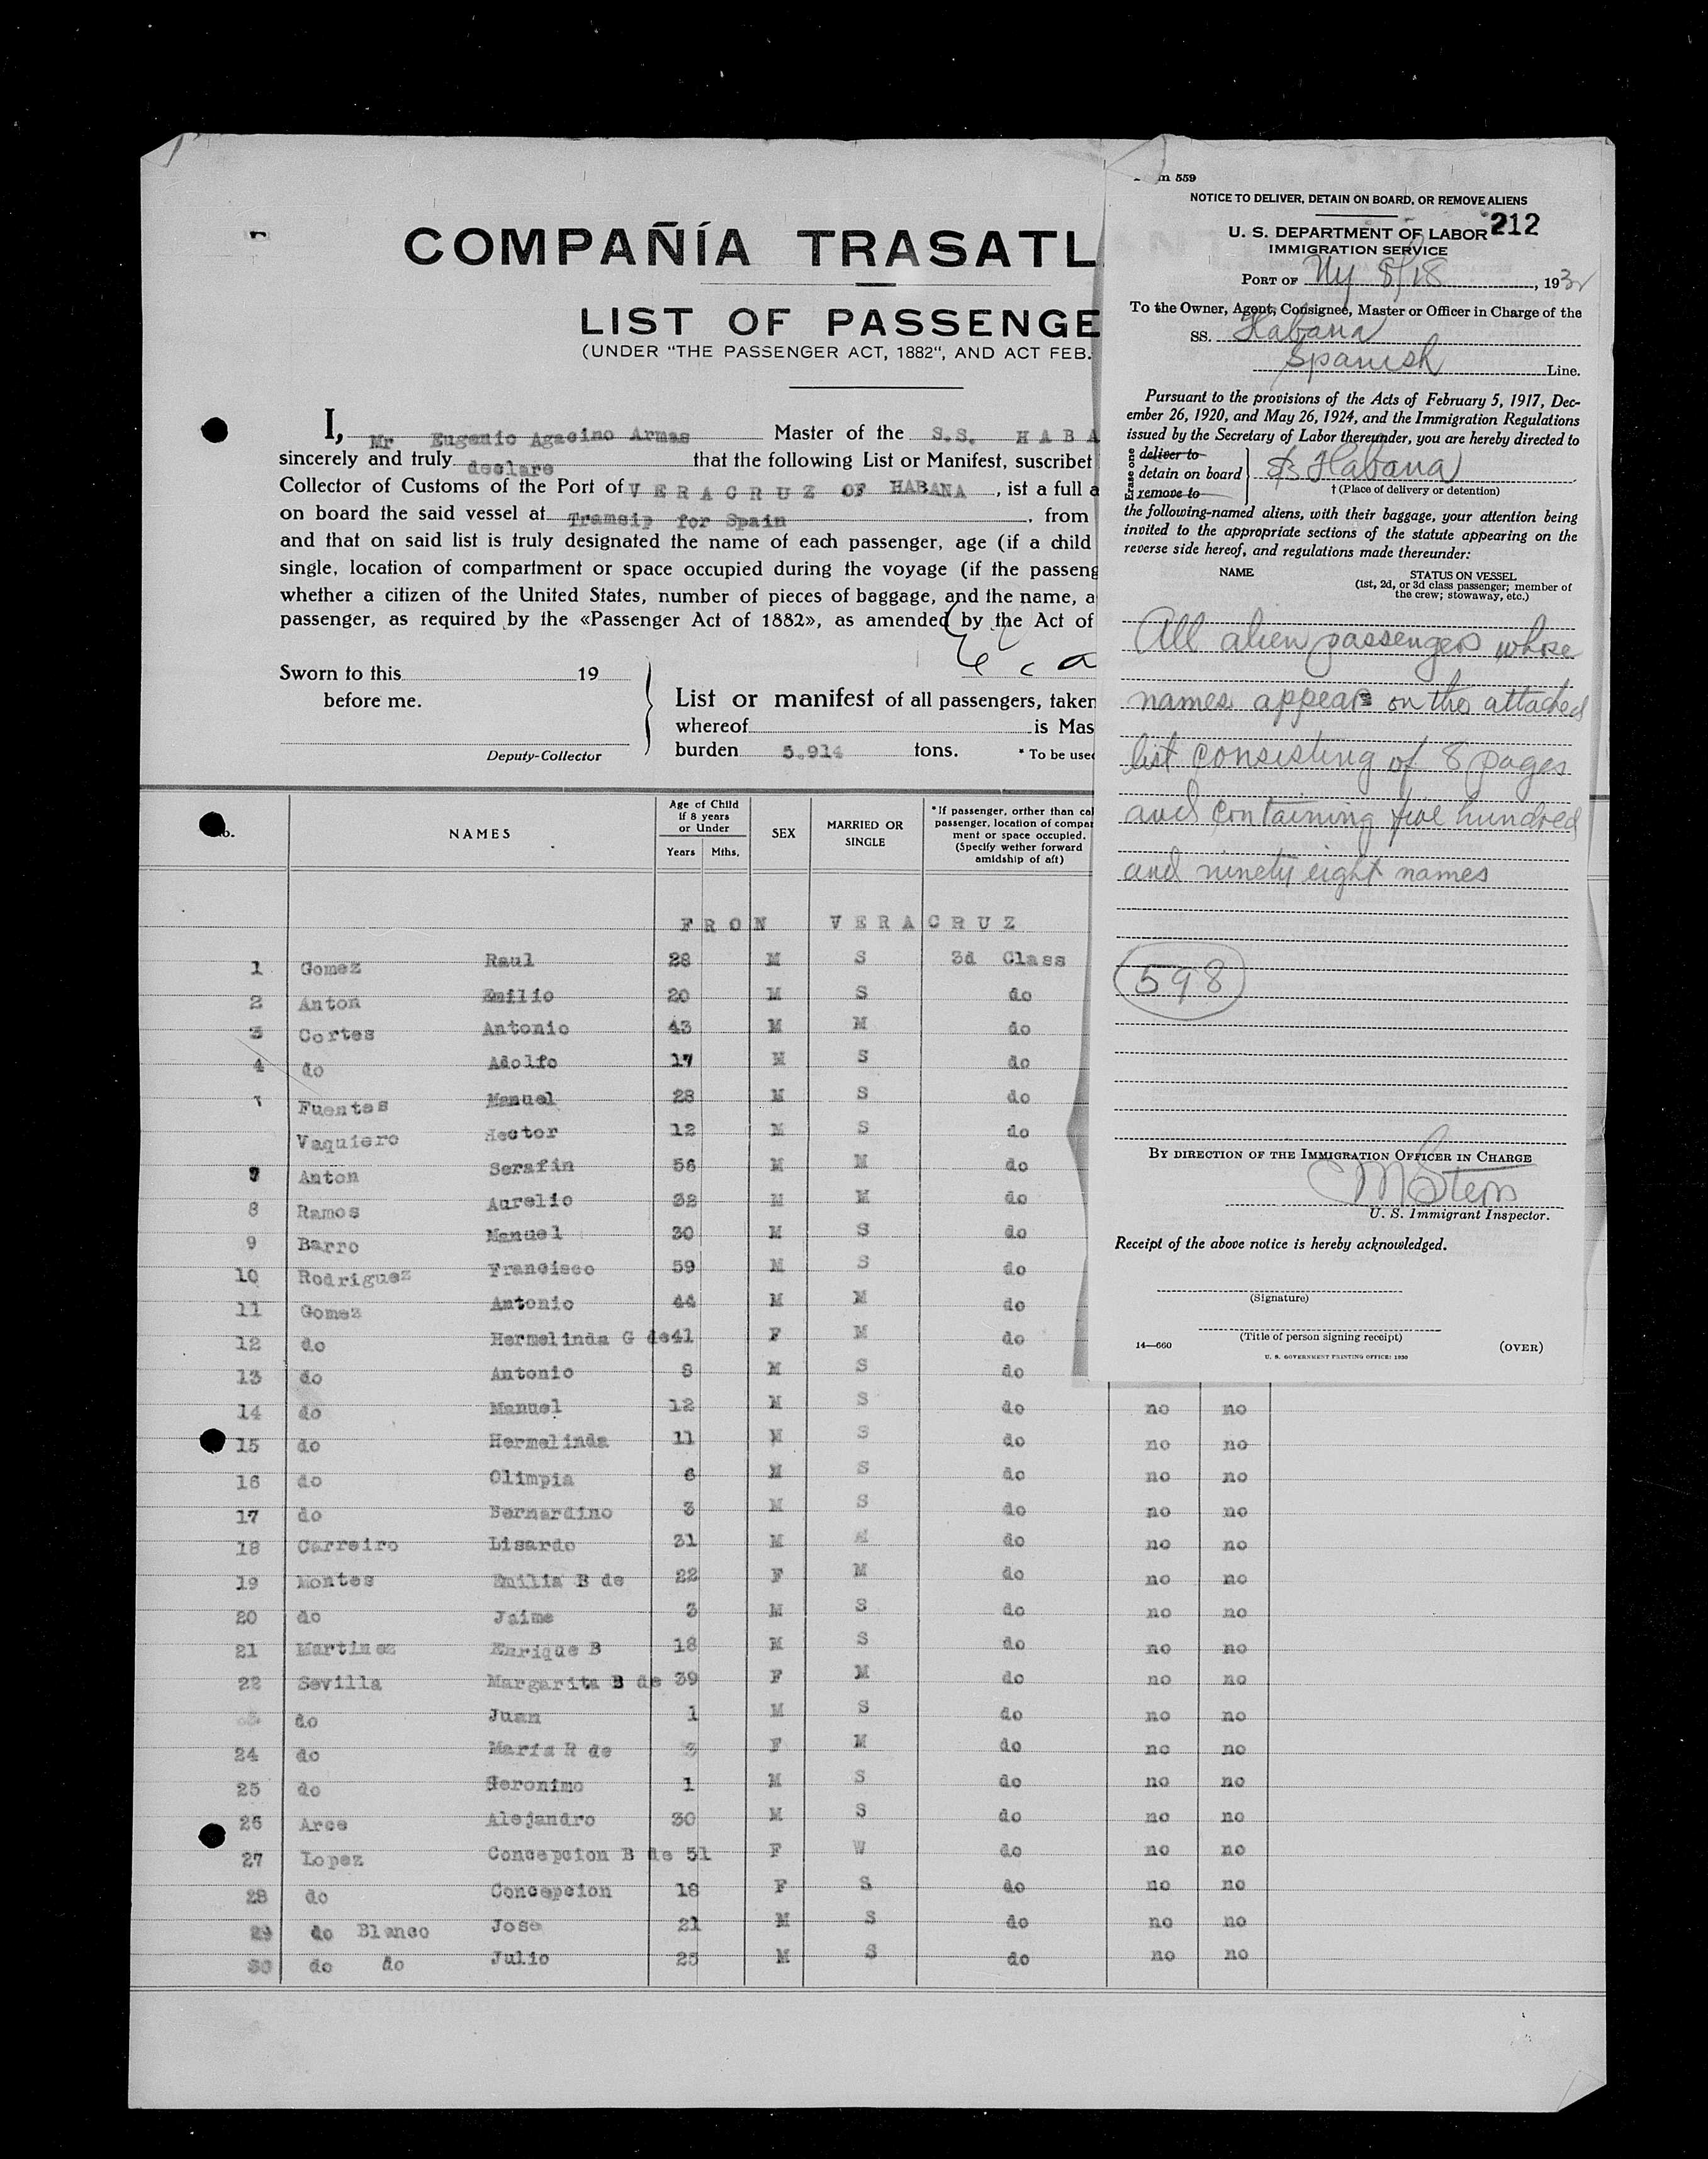 COMPAÑÍA TRASATL
LIST OF PASSENGE
(UNDER "THE PASSENGER ACT, 1882", AND ACT FEB.
I, Mr Eugenio Agacino Armas Master of the S.S. H A B A
sincerely and truly declare that the following List or Manifest, suscribet
Collector of Customs of the Port of V E R A C R U Z OF HABANA, ist a full a
on board the said vessel at Transip for Spain, from
and that on said list is truly designated the name of each passenger, age (if a child
single, location of compartment or space occupied during the voyage (if the passeng
whether a citizen of the United States, number of pieces of baggage, and the name, a
passenger, as required by the «Passenger Act of 1882», as amended by the Act of
Sworn to this 19
before me.
Deputy-Collector
List or manifest of all passengers, taken
whereof is Mas
burden 5.914 tons. * To be used
NAMES
Age of Child if 8 years or Under
Years Mths,
SEX
MARRIED OR SINGLE
*If passenger, orther than cal
passenger, location of compar
ment or space occupied.
(Specify wether forward
amidship of aft)
F R O N V E R A C R U Z
1 Gomez Raul 28 M S 3d Class
2 Anton Emilio 20 M S do
3 Cortes Antonio 43 M M do
4 do Adolfo 17 M S do
Fuentes Manuel 28 M S do
Vaquiero Hector 12 M S do
7 Anton Serafin 56 M M do
8 Ramos Aurelio 32 M M do
9 Barro Manuel 30 M S do
10 Rodriguez Francisco 59 M S do
11 Gomez Antonio 44 M M do
12 do Hermelinda G de 41 F M do
13 do Antonio 8 M S do
14 do Manuel 12 M S do no no
15 do Hermelinda 11 M S do no no
16 do Olimpia 6 M S do no no
17 do Bernardino 3 M S do no no
18 Carreiro Lisardo 31 M M do no no
19 Montes Emilia B de 22 F M do no no
20 do Jaime 3 M S do no no
21 Martinez Enrique B 18 M S do no no
22 Sevilla Margarita B de 39 F M do no no
do Juan 1 M S do no no
24 do María R de F M do no no
25 do Geronimo 1 M S do no no
26 Arce Alejandro 30 M S do no no
27 Lopez Concepcion B de 51 F W do no no
28 do Concepcion 18 F S do no no
29 do Blanco Jose 21 M S do no no
30 do do Julio 25 M S do no no
m 559
NOTICE TO DELIVER, DETAIN ON BOARD, OR REMOVE ALIENS
U. S. DEPARTMENT OF LABOR 212
IMMIGRATION SERVICE
PORT OF Ny 8/18, 1932
To the Owner, Agent, Consignee, Master or Officer in Charge of the
SS. Habana
Spanish Line.
Pursuant to the provisions of the Acts of February 5, 1917, Dec-
ember 26, 1920, and May 26, 1924, and the Immigration Regulations
issued by the Secretary of Labor thereunder, you are hereby directed to
Erase one
deliver to
detain on board SS Habana
remove to
† (Place of delivery or detention)
the following-named aliens, with their baggage, your attention being
invited to the appropriate sections of the statute appearing on the
reverse side hereof, and regulations made thereunder:
NAME STATUS ON VESSEL
(1st, 2d, or 3d class passenger; member of
the crew; stowaway, etc.)
All alien passengers whose
names appear on the attached
list consisting of 8 pages
and containing five hundred
and ninety eight names
598
BY DIRECTION OF THE IMMIGRATION OFFICER IN CHARGE
U. S. Immigrant Inspector.
Receipt of the above notice is hereby acknowledged.
(Signature)
(Title of person signing receipt)
14—660 (OVER)
U. S. GOVERNMENT PRINTING OFFICE: 1930